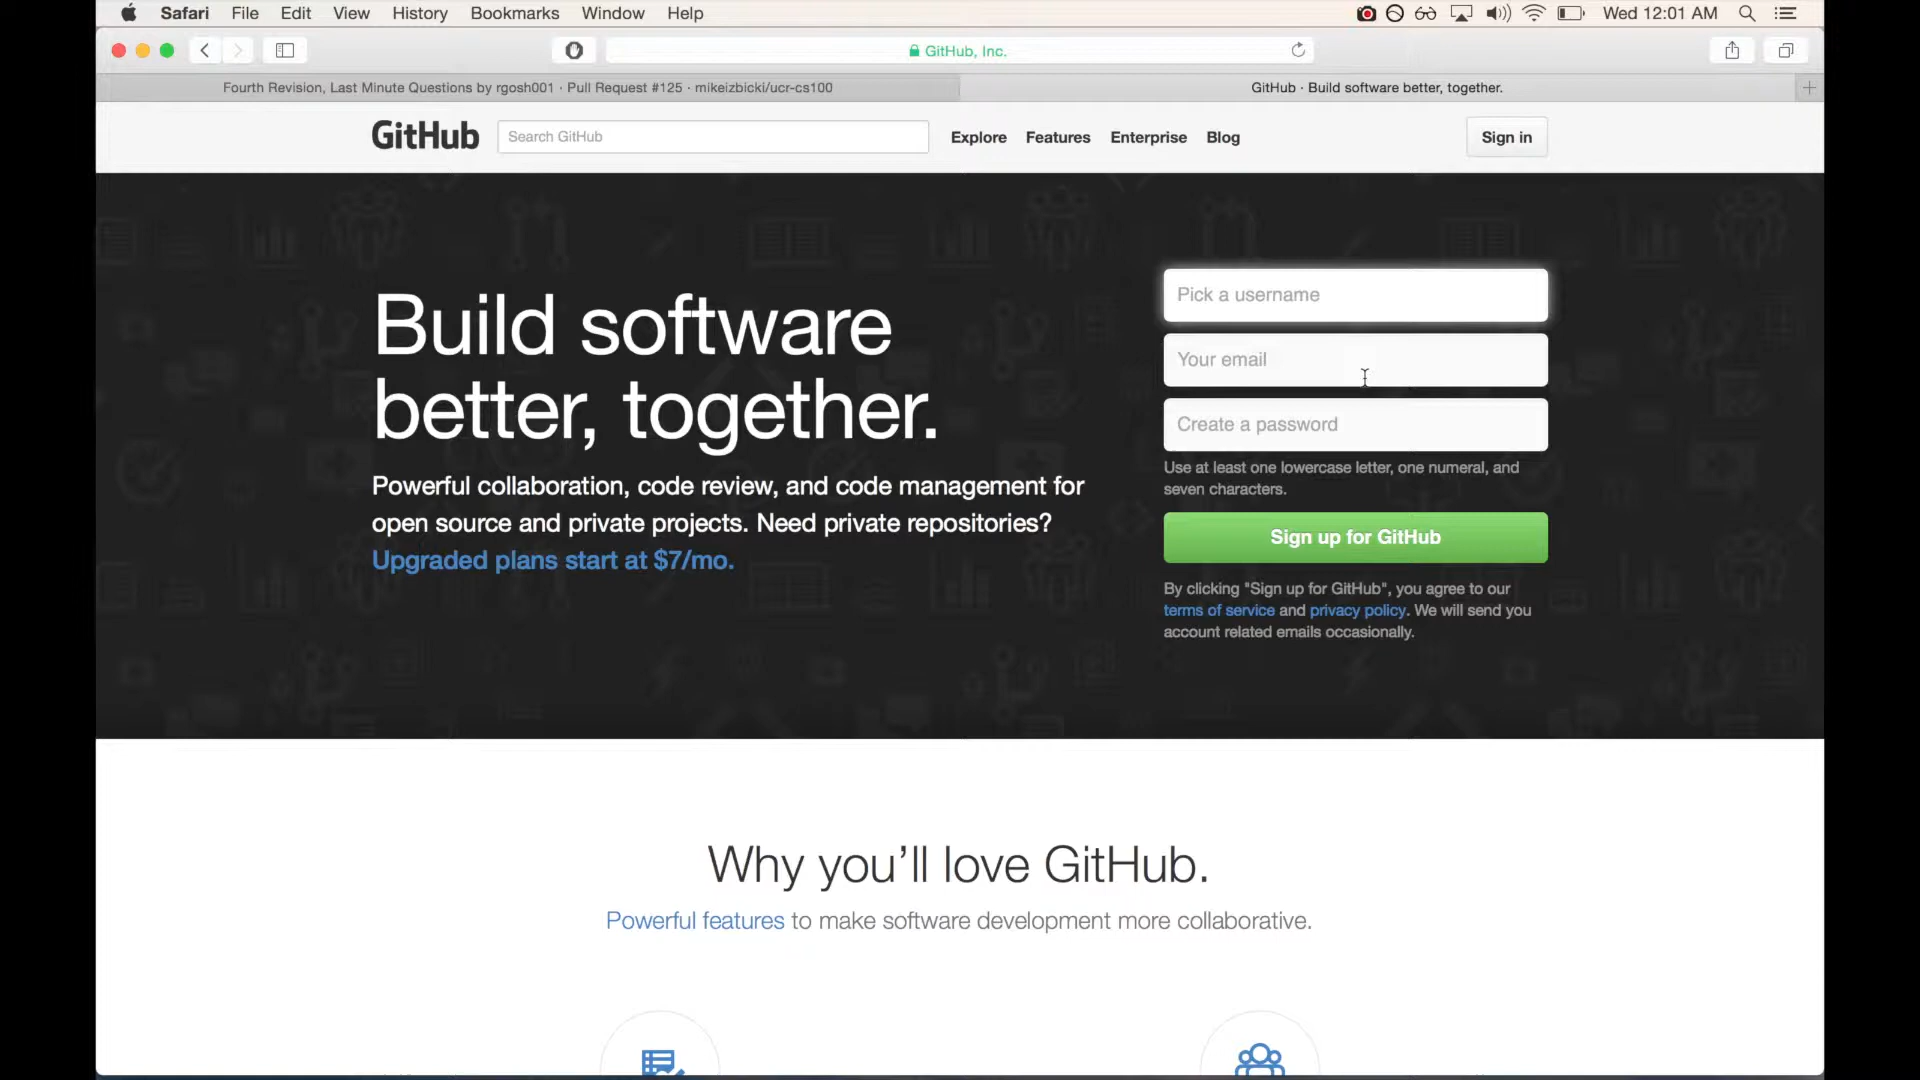 Safari File Edit View History Bookmarks Window Help Wed 12:01 AM
GitHub, Inc.
Fourth Revision, Last Minute Questions by rgosh001 · Pull Request #125 · mikeizbicki/ucr-cs100
GitHub · Build software better, together.
GitHub Search GitHub Explore Features Enterprise Blog Sign in
Build software
better, together.
Powerful collaboration, code review, and code management for
open source and private projects. Need private repositories?
Upgraded plans start at $7/mo.
Pick a username
Your email
Create a password
Use at least one lowercase letter, one numeral, and
seven characters.
Sign up for GitHub
By clicking "Sign up for GitHub", you agree to our
terms of service and privacy policy. We will send you
account related emails occasionally.
Why you’ll love GitHub.
Powerful features to make software development more collaborative.